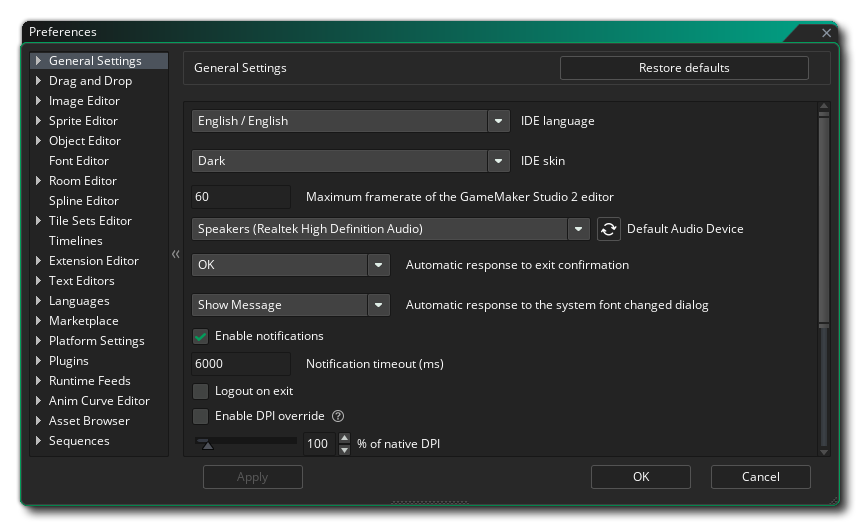 Preferences
General Settings
Drag and Drop
Image Editor
Sprite Editor
Object Editor
Font Editor
Room Editor
Spline Editor
Tile Sets Editor
Timelines
Extension Editor
Text Editors
Languages
Marketplace
Platform Settings
Plugins
Runtime Feeds
Anim Curve Editor
Asset Browser
Sequences
General Settings
Restore defaults
English / English IDE language
Dark IDE skin
60 Maximum framerate of the GameMaker Studio 2 editor
Speakers (Realtek High Definition Audio) Default Audio Device
OK Automatic response to exit confirmation
Show Message Automatic response to the system font changed dialog
Enable notifications
6000 Notification timeout (ms)
Logout on exit
Enable DPI override ?
100 % of native DPI
Apply
OK
Cancel